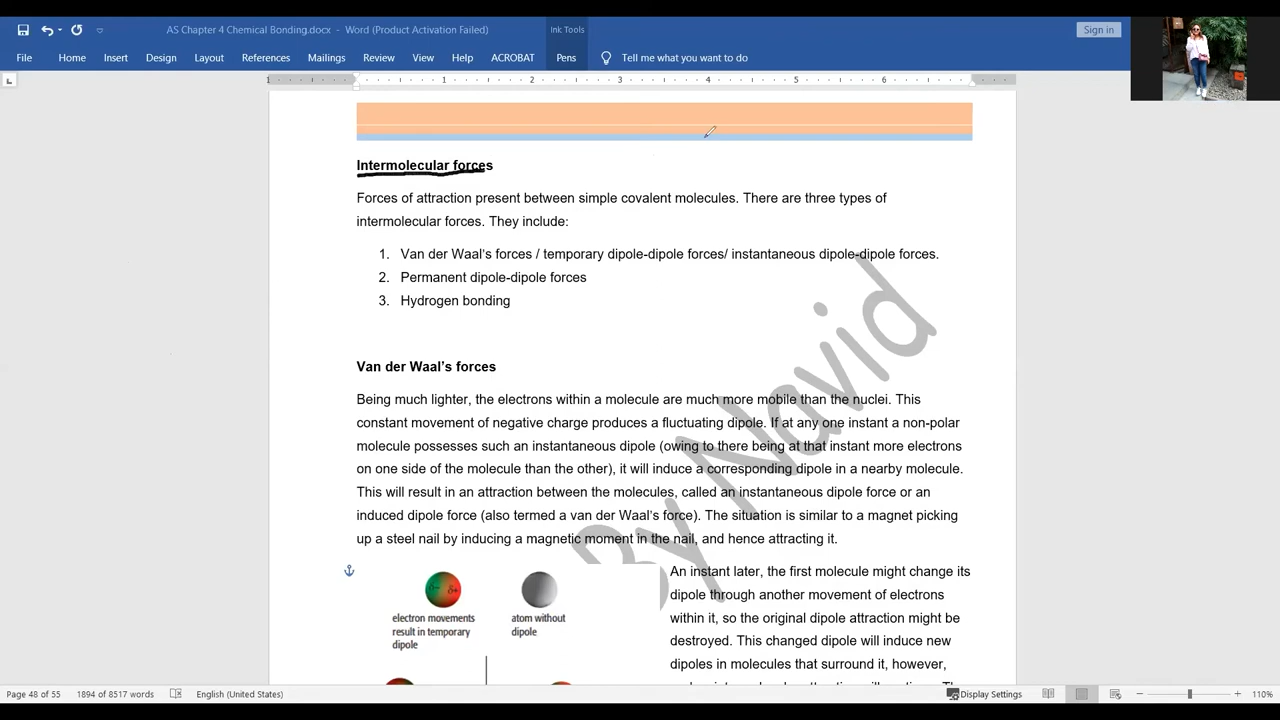 AS Chapter 4 Chemical Bonding.docx - Word (Product Activation Failed)
Ink Tools
Sign in
File Home Insert Design Layout References Mailings Review View Help ACROBAT Pens Tell me what you want to do
1 1 2 3 4 5 6
Intermolecular forces
Forces of attraction present between simple covalent molecules. There are three types of
intermolecular forces. They include:
1. Van der Waal's forces / temporary dipole-dipole forces/ instantaneous dipole-dipole forces.
2. Permanent dipole-dipole forces
3. Hydrogen bonding
Van der Waal's forces
Being much lighter, the electrons within a molecule are much more mobile than the nuclei. This
constant movement of negative charge produces a fluctuating dipole. If at any one instant a non-polar
molecule possesses such an instantaneous dipole (owing to there being at that instant more electrons
on one side of the molecule than the other), it will induce a corresponding dipole in a nearby molecule.
This will result in an attraction between the molecules, called an instantaneous dipole force or an
induced dipole force (also termed a van der Waal's force). The situation is similar to a magnet picking
up a steel nail by inducing a magnetic moment in the nail, and hence attracting it.
By Navid
δ− δ+
electron movements
result in temporary
dipole
atom without
dipole
An instant later, the first molecule might change its
dipole through another movement of electrons
within it, so the original dipole attraction might be
destroyed. This changed dipole will induce new
dipoles in molecules that surround it, however,
Page 48 of 55 1894 of 8517 words English (United States) Display Settings 110%